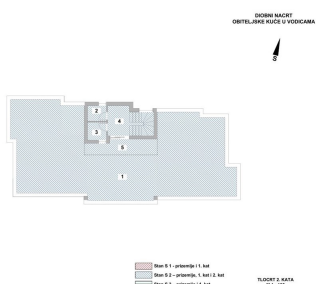 DIOBNI NACRT
OBITELJSKE KUĆE U VODICAMA
S
2
4
3
5
1
Stan S 1 - prizemlje i 1. kat
Stan S 2 – prizemlje, 1. kat i 2. kat
TLOCRT 2. KATA